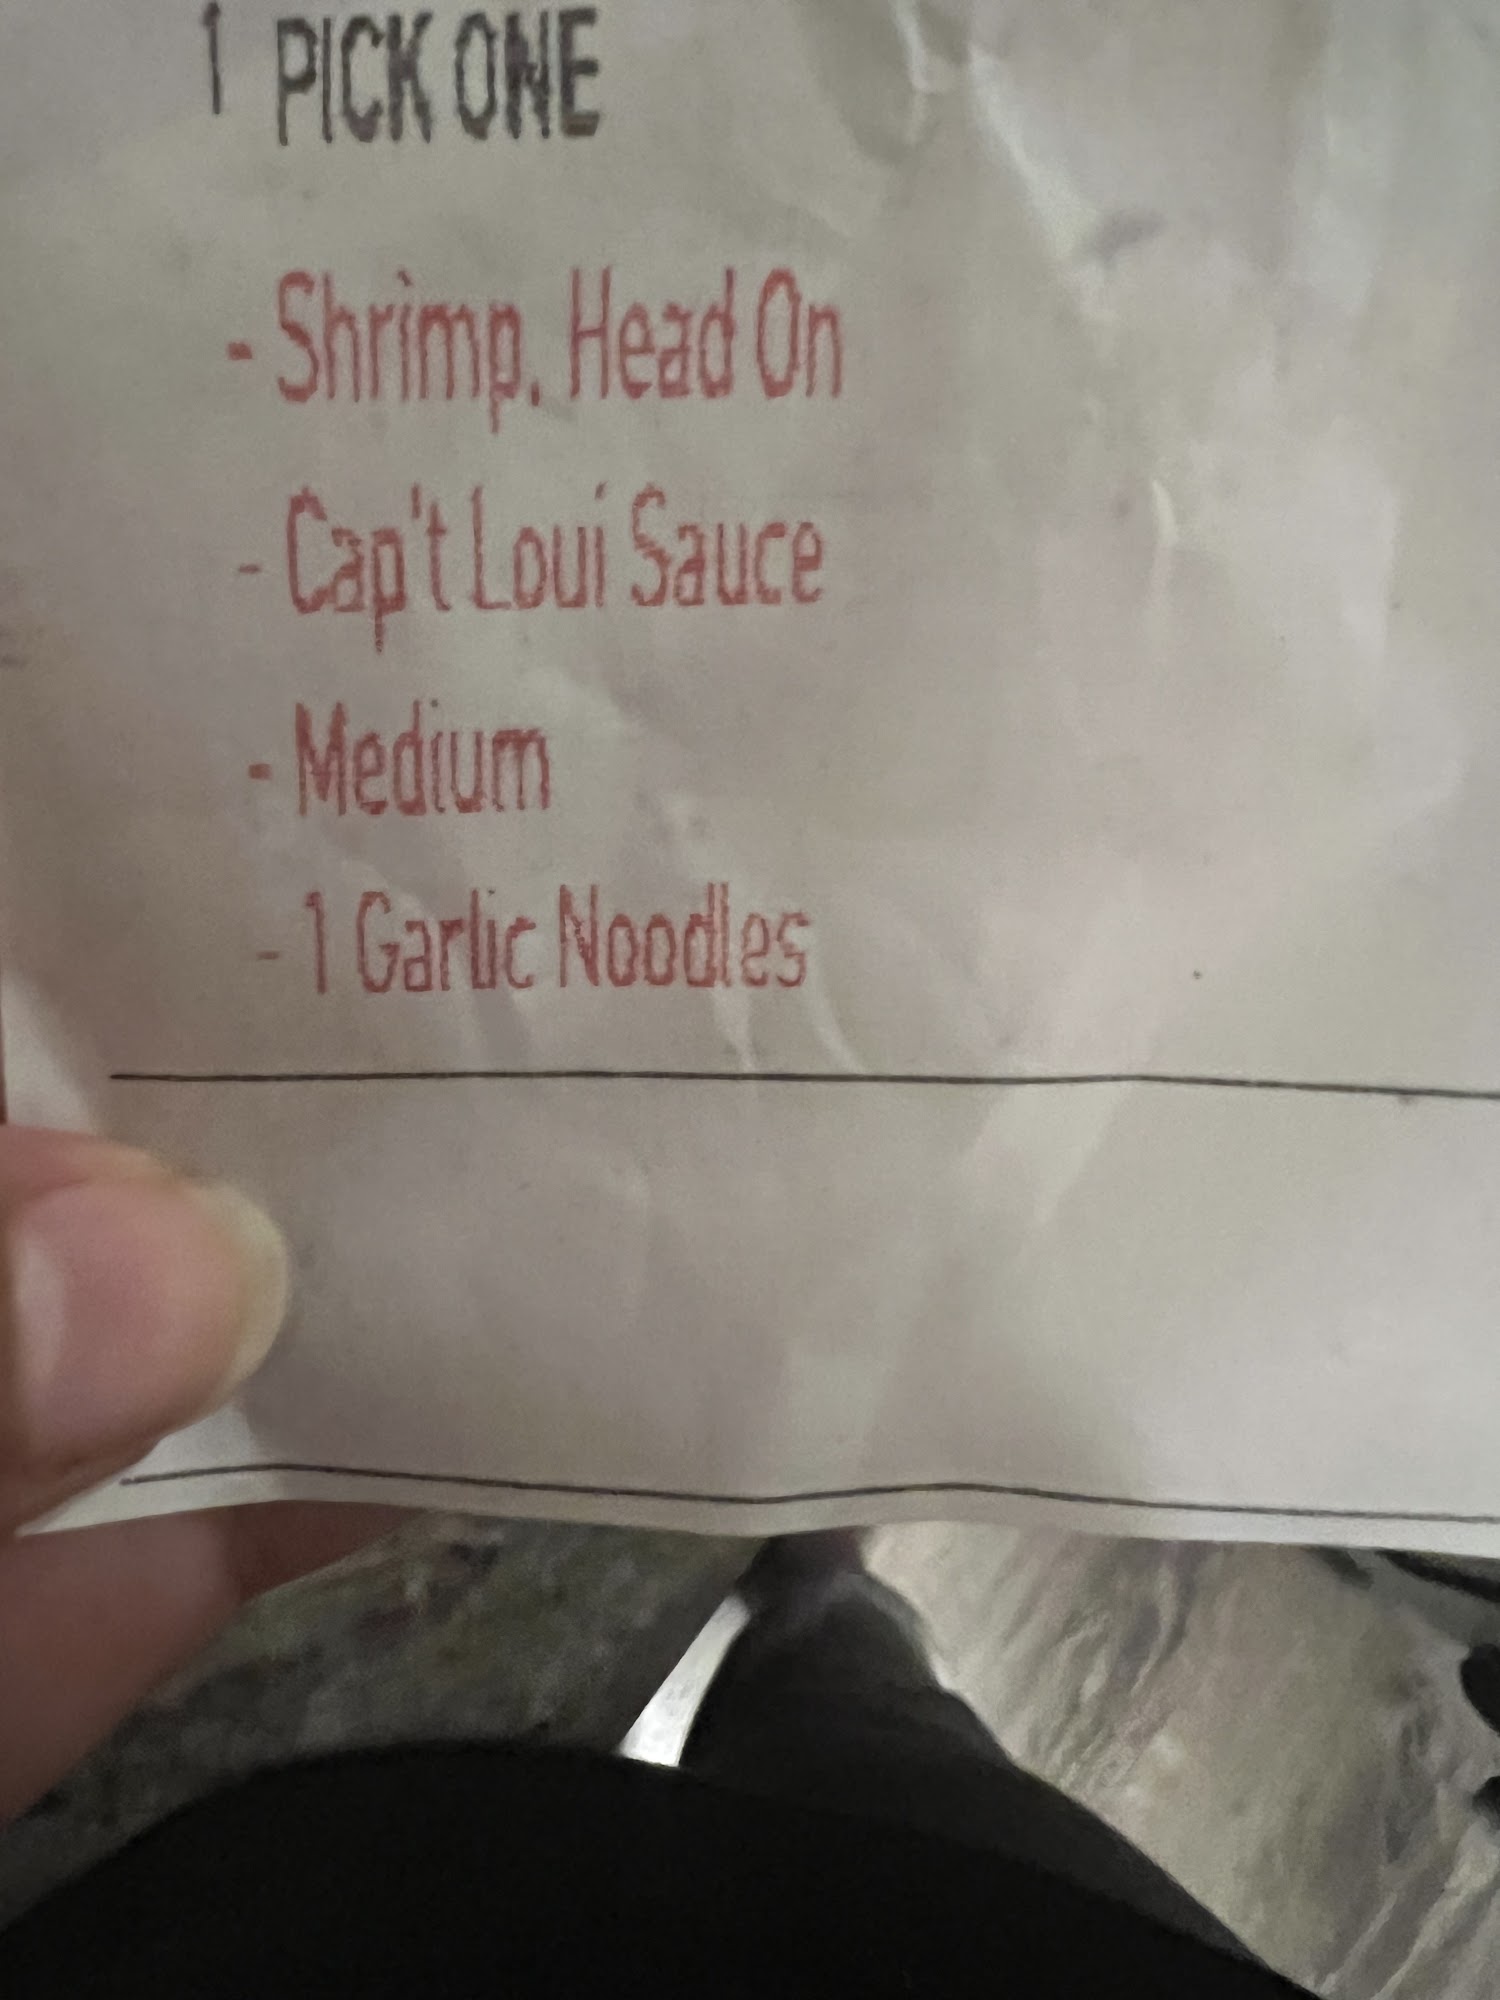 1 PICK ONE
- Shrimp, Head On
- Cap't Loui Sauce
- Medium
- 1 Garlic Noodles